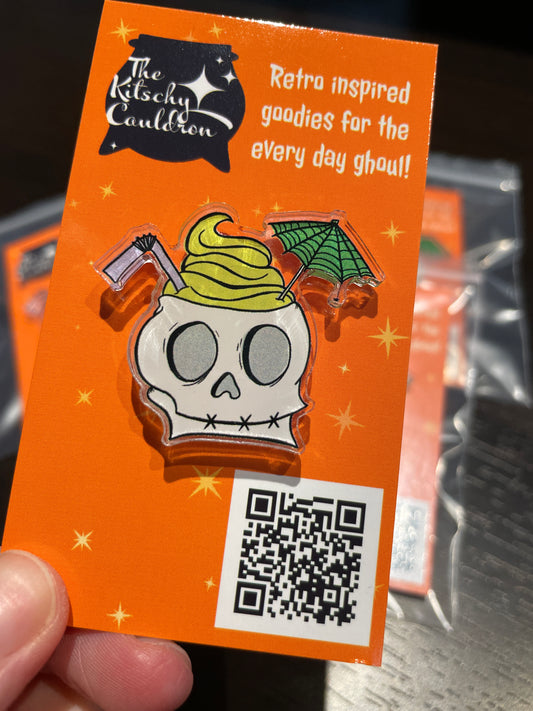 The
Kitschy
Cauldron
Retro inspired
goodies for the
every day ghoul!